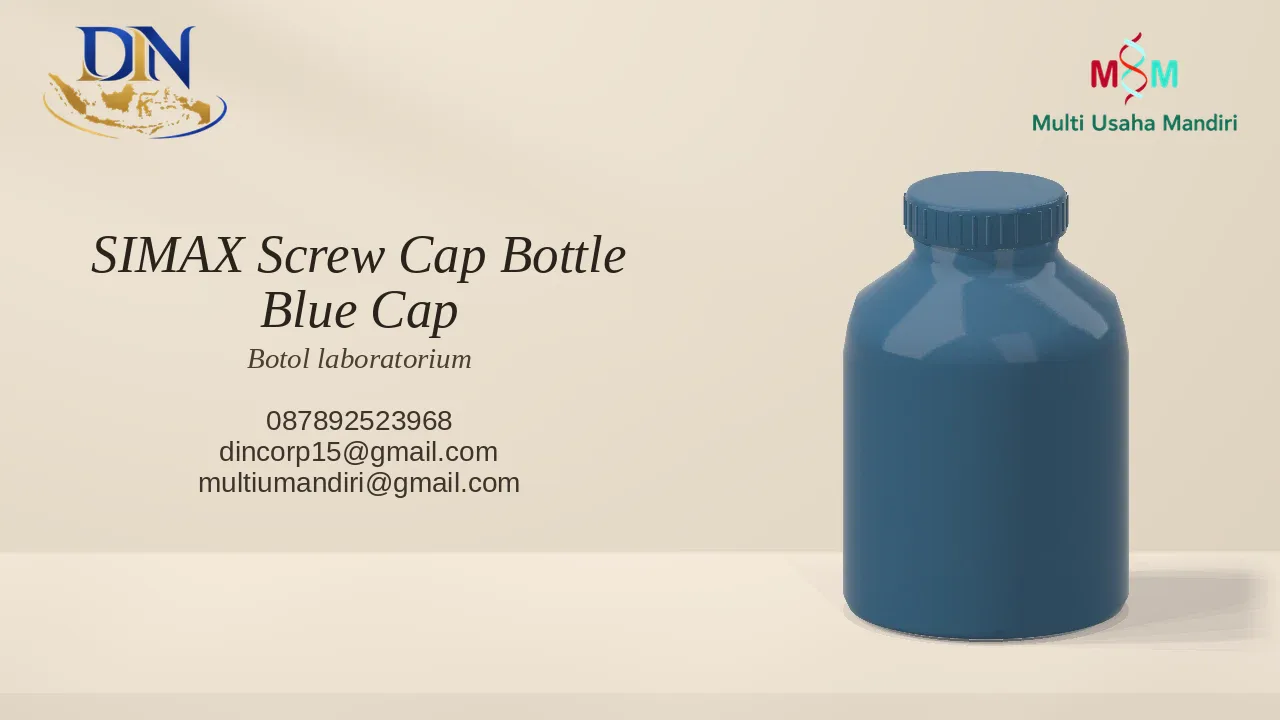 DIN
MSM
Multi Usaha Mandiri
SIMAX Screw Cap Bottle
Blue Cap
Botol laboratorium
087892523968
dincorp15@gmail.com
multiumandiri@gmail.com